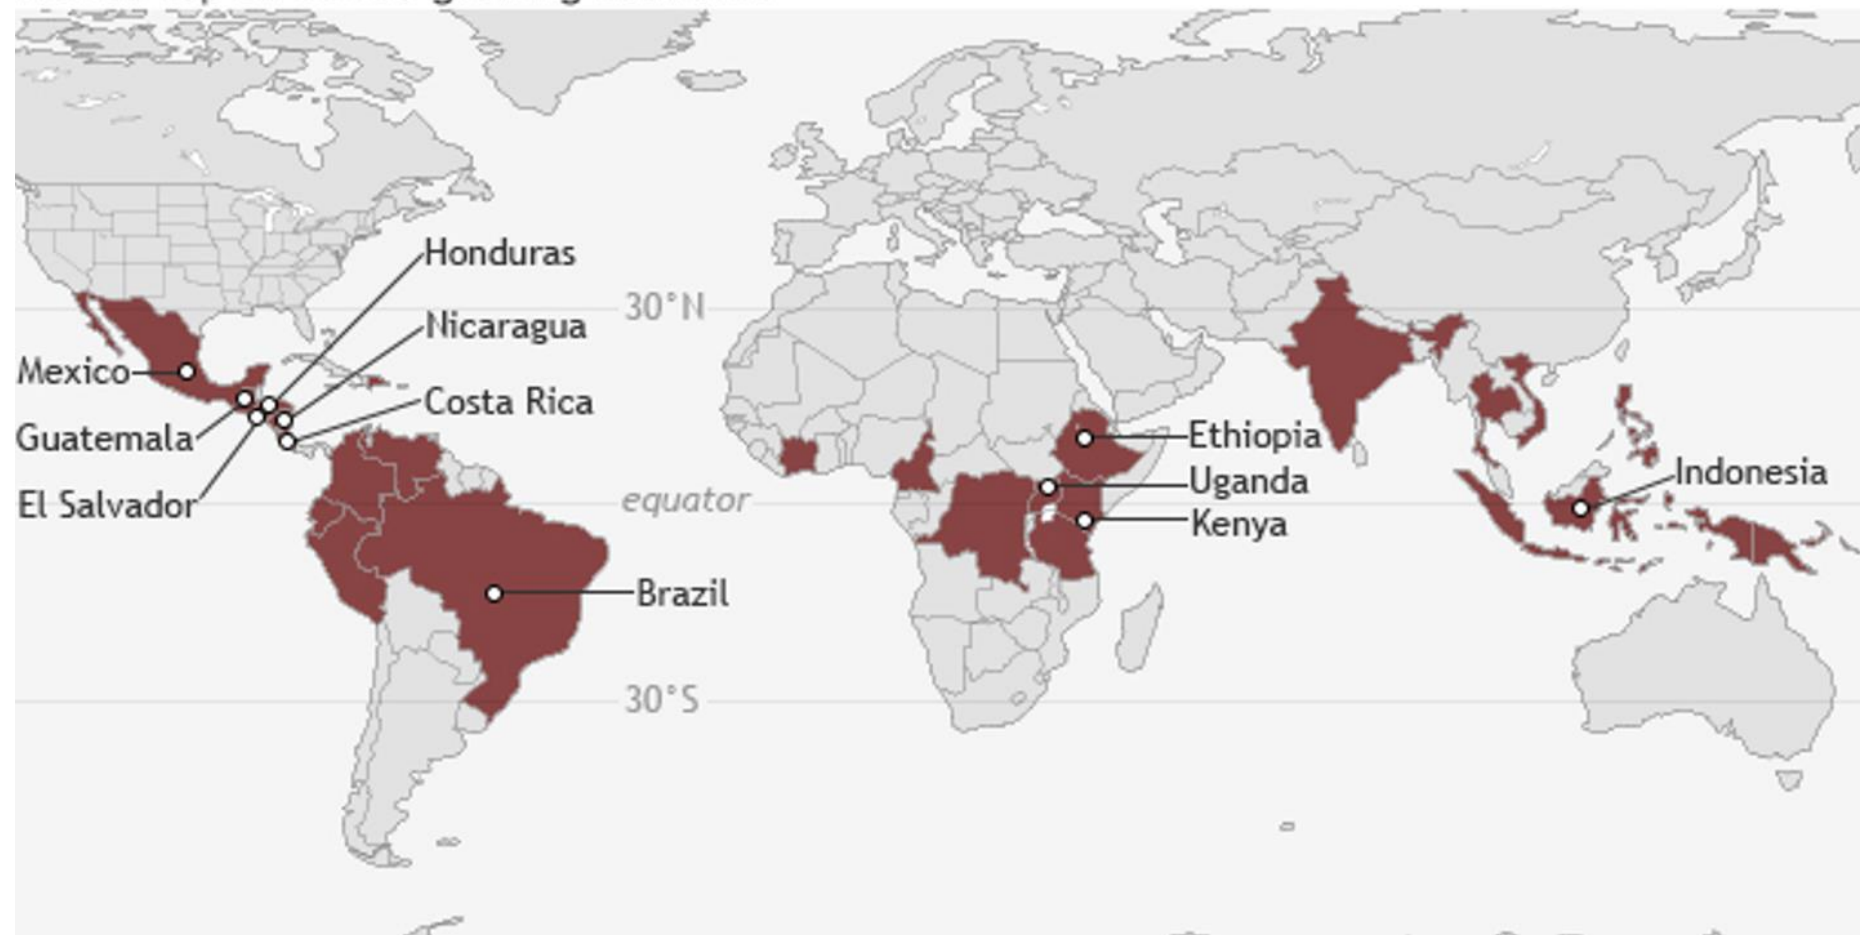 Honduras
30°N
Nicaragua
Mexico
Costa Rica
Guatemala
Ethiopia
Uganda
Indonesia
El Salvador
equator
Kenya
Brazil
30°S